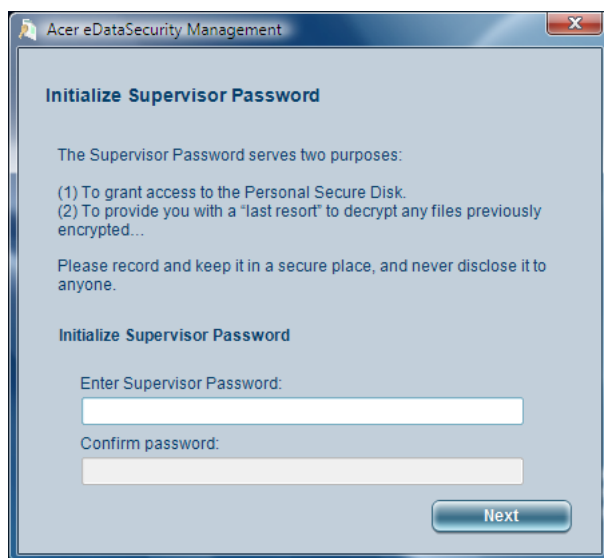 Acer eDataSecurity Management
Initialize Supervisor Password
The Supervisor Password serves two purposes:
(1) To grant access to the Personal Secure Disk.
(2) To provide you with a “last resort” to decrypt any files previously
encrypted...
Please record and keep it in a secure place, and never disclose it to
anyone.
Initialize Supervisor Password
Enter Supervisor Password:
Confirm password:
Next